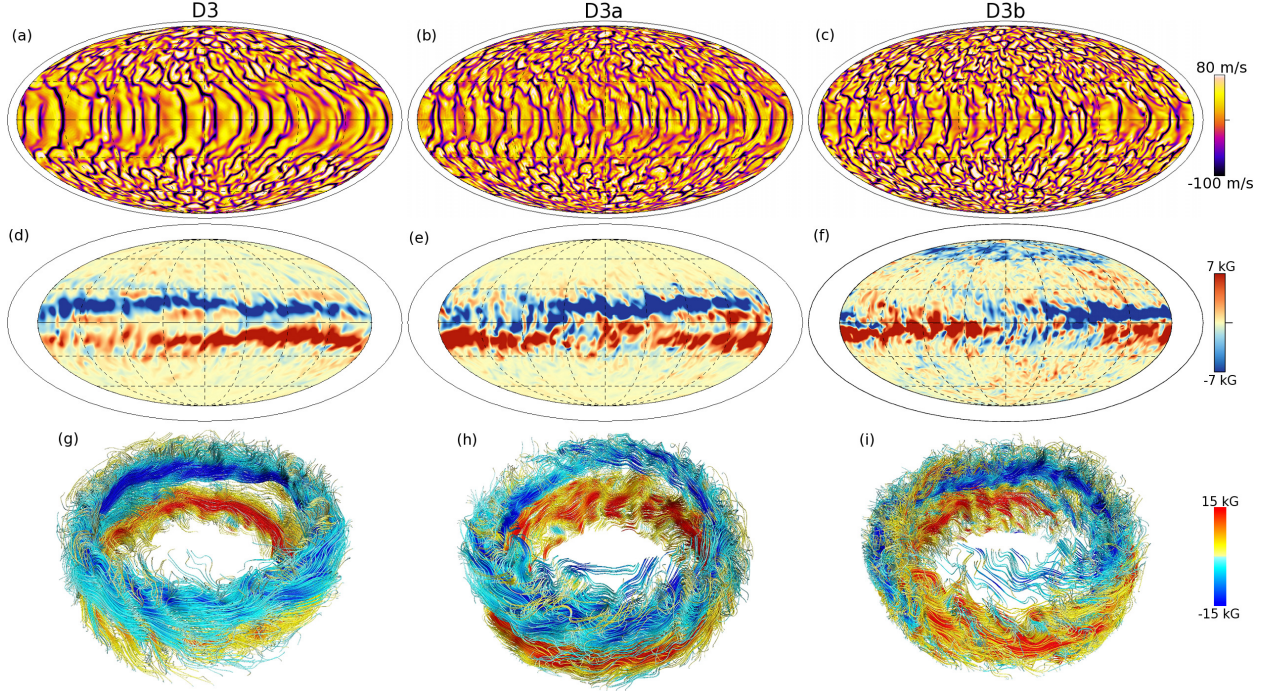 D3 D3a D3b
(a) (b) (c)
80 m/s
-100 m/s
(d) (e) (f)
7 kG
-7 kG
(g) (h) (i)
15 kG
-15 kG